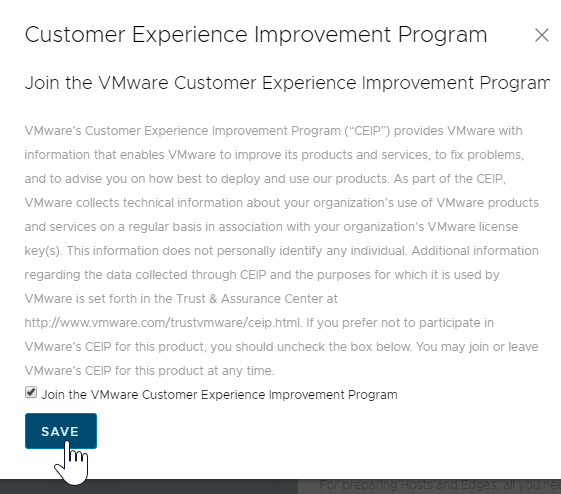 Customer Experience Improvement Program
Join the VMware Customer Experience Improvement Program
VMware's Customer Experience Improvement Program (“CEIP”) provides VMware with
information that enables VMware to improve its products and services, to fix problems,
and to advise you on how best to deploy and use our products. As part of the CEIP,
VMware collects technical information about your organization's use of VMware products
and services on a regular basis in association with your organization's VMware license
key(s). This information does not personally identify any individual. Additional information
regarding the data collected through CEIP and the purposes for which it is used by
VMware is set forth in the Trust & Assurance Center at
http://www.vmware.com/trustvmware/ceip.html. If you prefer not to participate in
VMware's CEIP for this product, you should uncheck the box below. You may join or leave
VMware's CEIP for this product at any time.
Join the VMware Customer Experience Improvement Program
SAVE
For preparing Hosts and Edges, all you nee